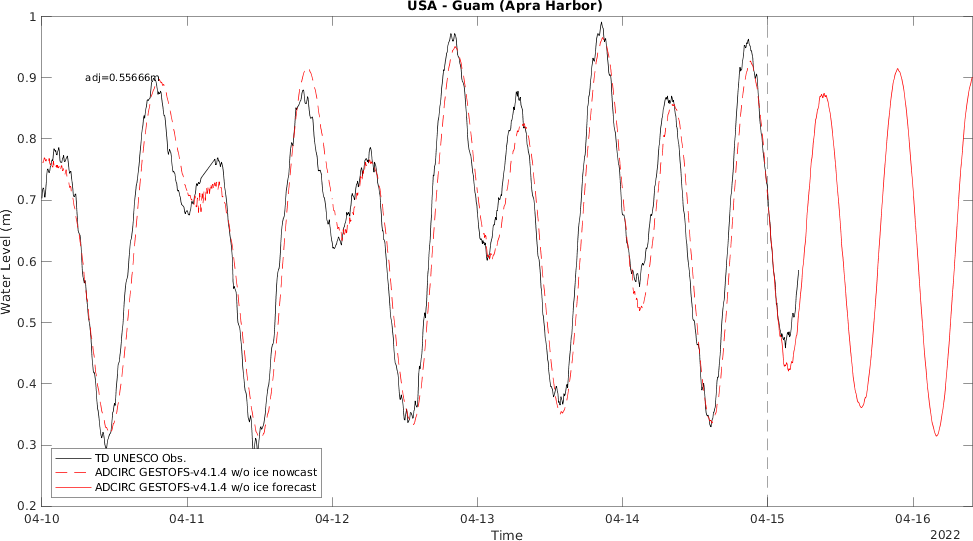 USA - Guam (Apra Harbor)
1
0.9
adj=0.55666m
0.8
0.7
0.6
0.5
0.4
0.3
0.2
Water Level (m)
TD UNESCO Obs.
ADCIRC GESTOFS-v4.1.4 w/o ice nowcast
ADCIRC GESTOFS-v4.1.4 w/o ice forecast
04-10 04-11 04-12 04-13 04-14 04-15 04-16
Time
2022